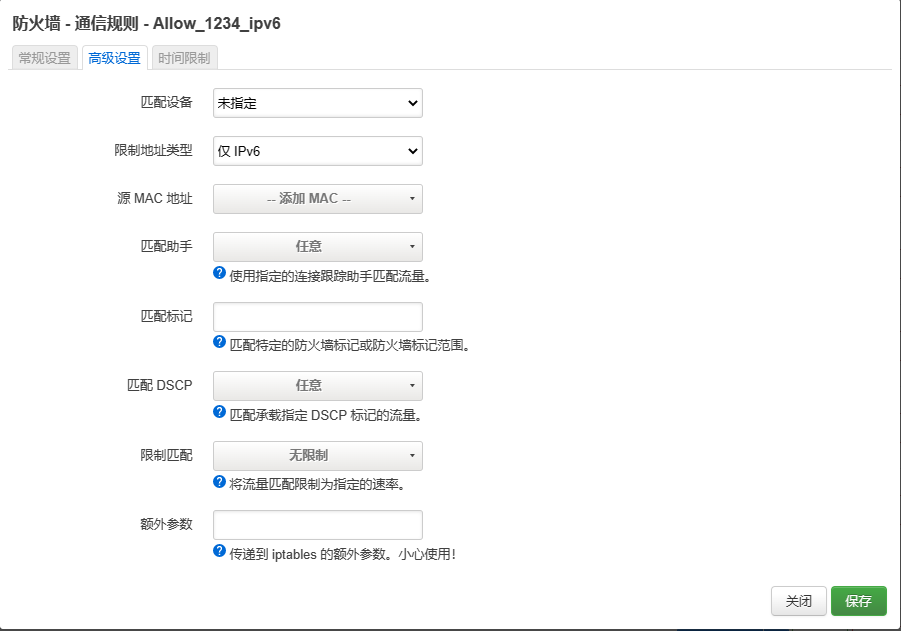 防火墙 - 通信规则 - Allow_1234_ipv6
常规设置 高级设置 时间限制
匹配设备 未指定
限制地址类型 仅 IPv6
源 MAC 地址 -- 添加 MAC --
匹配助手 任意
使用指定的连接跟踪助手匹配流量。
匹配标记
匹配特定的防火墙标记或防火墙标记范围。
匹配 DSCP 任意
匹配承载指定 DSCP 标记的流量。
限制匹配 无限制
将流量匹配限制为指定的速率。
额外参数
传递到 iptables 的额外参数。小心使用！
关闭 保存